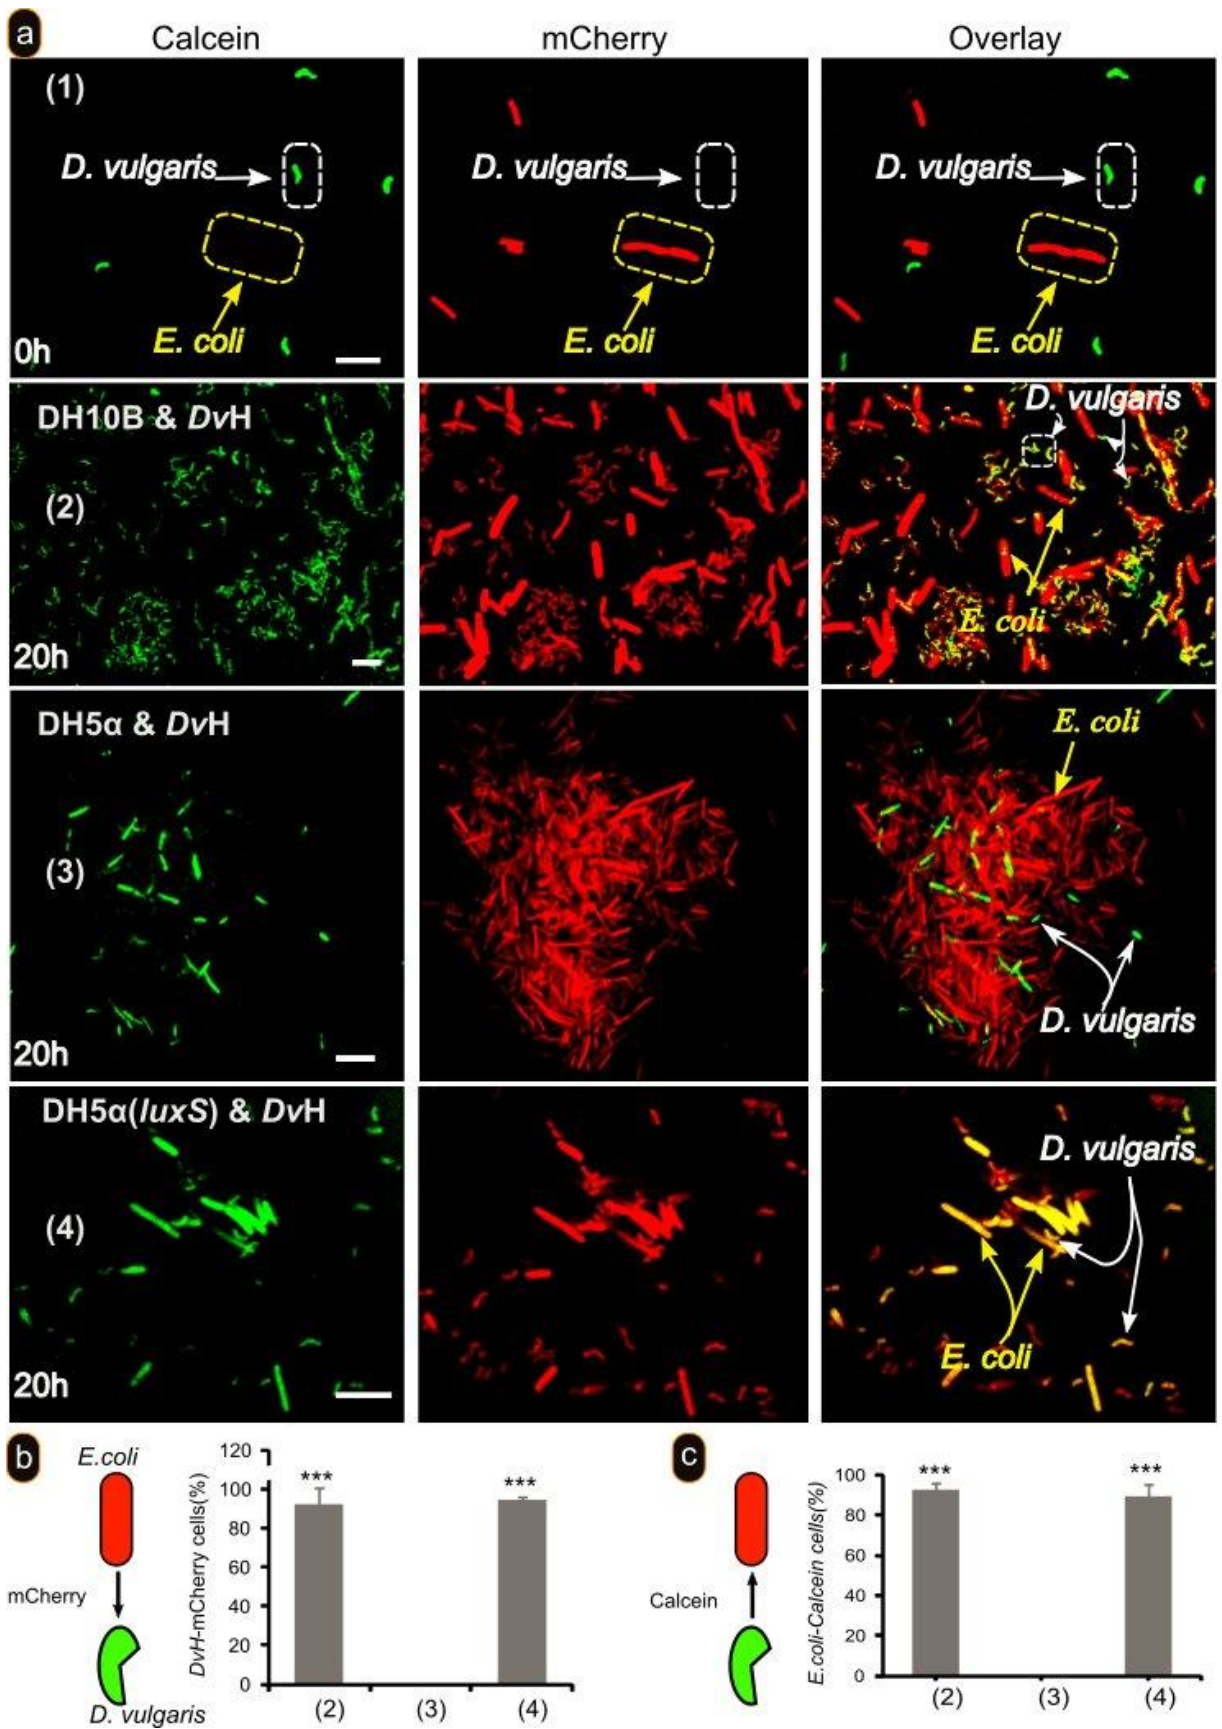 a
Calcein mCherry Overlay
(1)
D. vulgaris D. vulgaris D. vulgaris
E. coli E. coli E. coli
0h
DH10B & DvH
D. vulgaris
(2)
E. coli
20h
DH5α & DvH
E. coli
(3)
D. vulgaris
20h
DH5α(luxS) & DvH
D. vulgaris
(4)
E. coli
20h
b
E.coli
mCherry
D. vulgaris
DvH-mCherry cells(%)
120
100
80
60
40
20
0
*** ***
(2) (3) (4)
c
Calcein
E.coli-Calcein cells(%)
100
80
60
40
20
0
*** ***
(2) (3) (4)